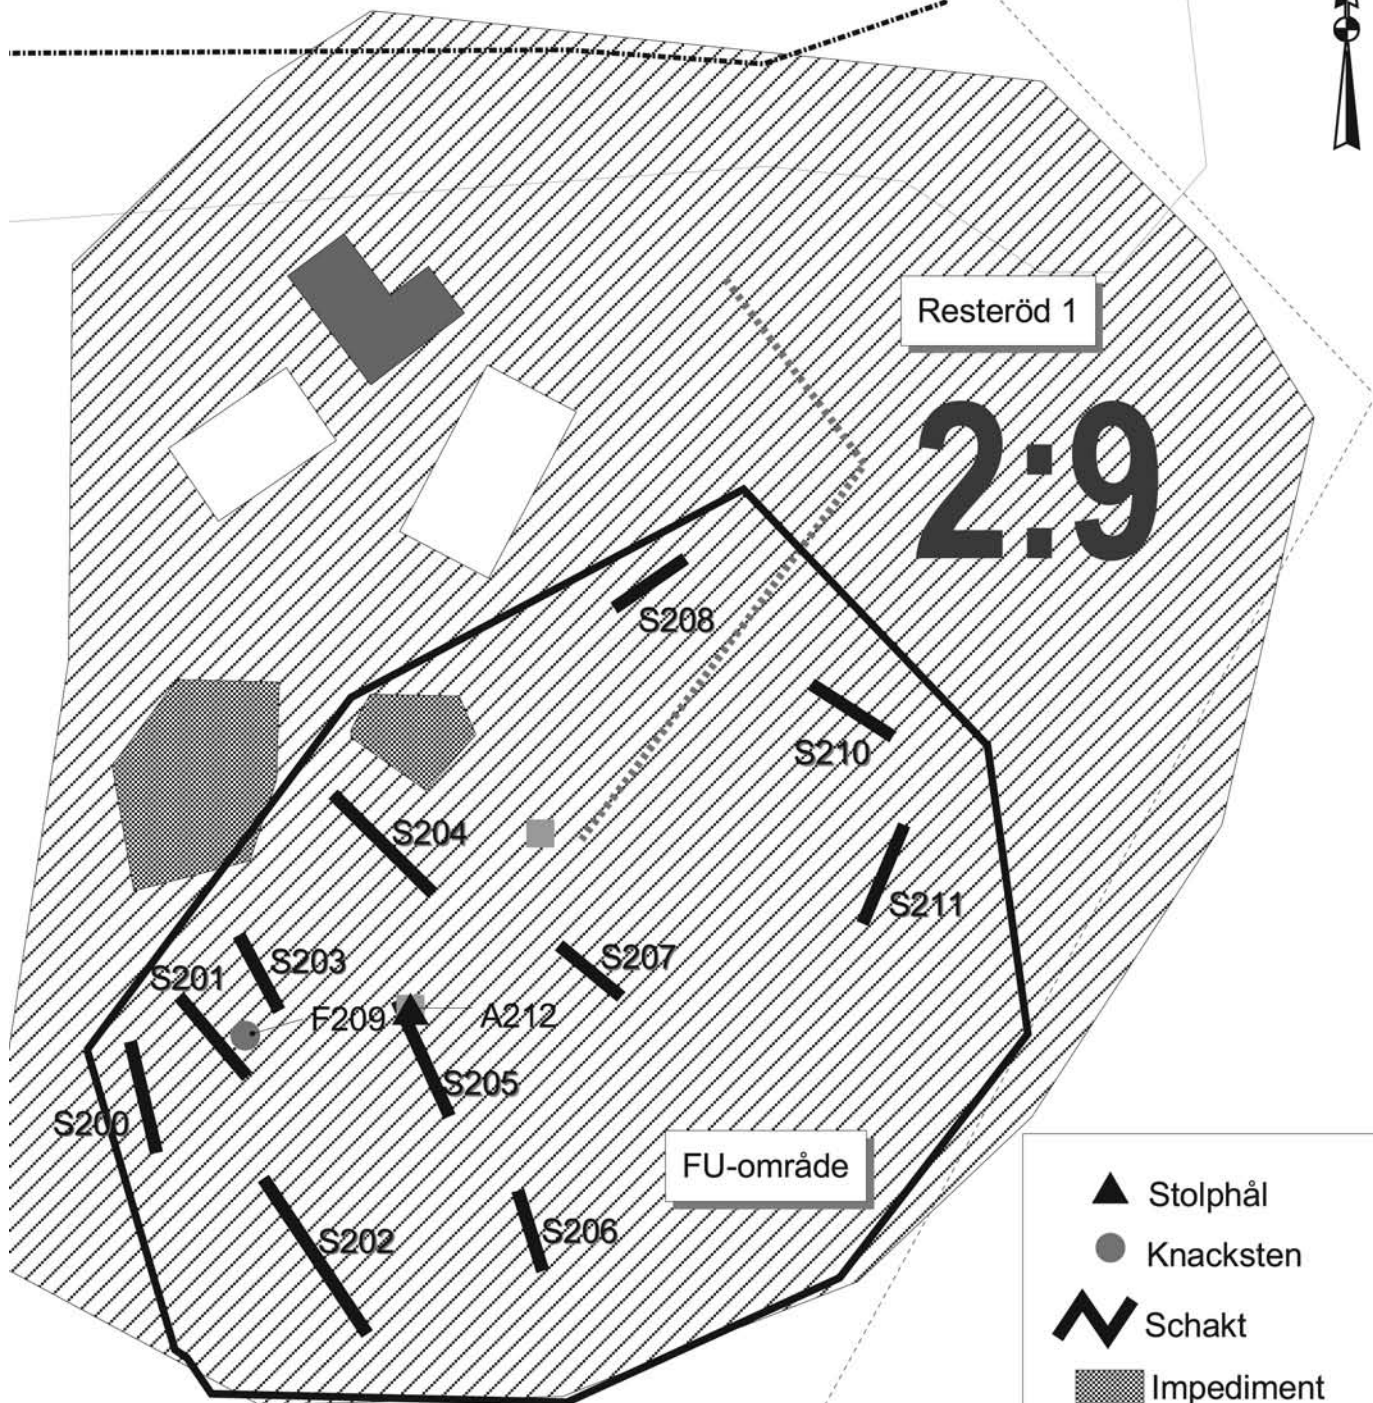 Resteröd 1
2:9
S208
S210
S204
S211
S207
S203
S201
F209
A212
S205
S200
FU-område
S206
S202
Stolphål
Knacksten
Schakt
Impediment